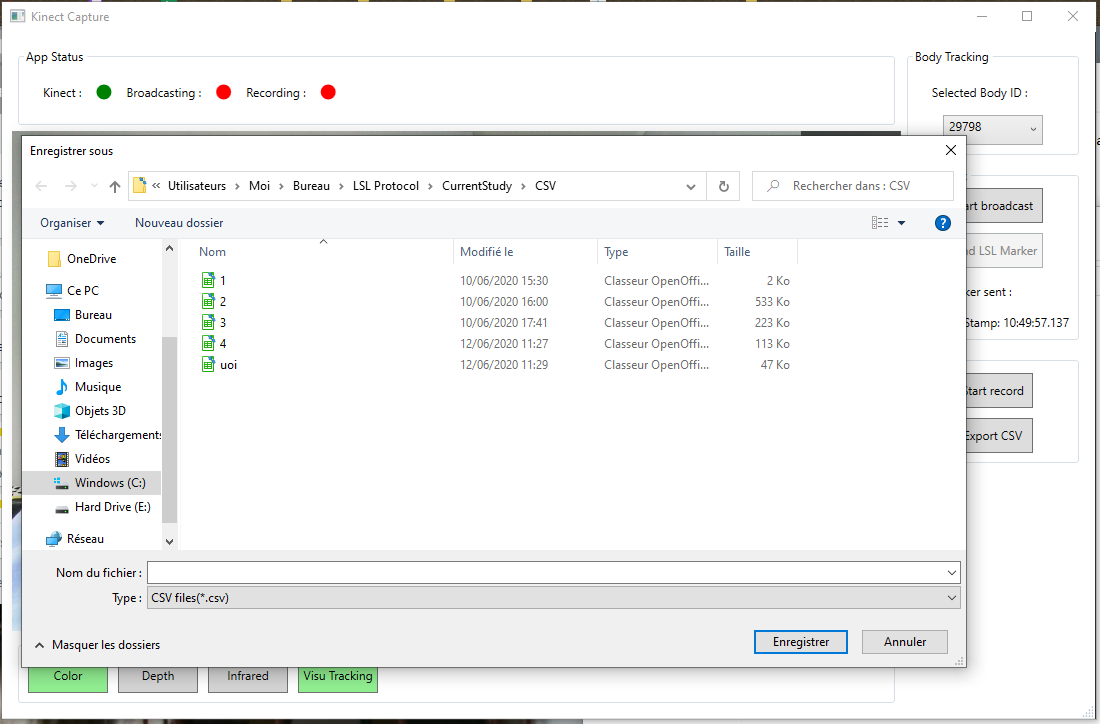 Kinect Capture
App Status
Body Tracking
Kinect :
Broadcasting :
Recording :
Selected Body ID :
29798
Enregistrer sous
« Utilisateurs > Moi > Bureau > LSL Protocol > CurrentStudy > CSV
Rechercher dans : CSV
art broadcast
Organiser
Nouveau dossier
?
Nom
Modifié le
Type
Taille
d LSL Marker
OneDrive
Ce PC
Bureau
Documents
Images
Musique
Objets 3D
Téléchargements
Vidéos
Windows (C:)
Hard Drive (E:)
Réseau
1 10/06/2020 15:30 Classeur OpenOffi... 2 Ko
2 10/06/2020 16:00 Classeur OpenOffi... 533 Ko
3 10/06/2020 17:41 Classeur OpenOffi... 223 Ko
4 12/06/2020 11:27 Classeur OpenOffi... 113 Ko
uoi 12/06/2020 11:29 Classeur OpenOffi... 47 Ko
ker sent :
Stamp: 10:49:57.137
Start record
Export CSV
Nom du fichier :
Type : CSV files(*.csv)
Masquer les dossiers
Enregistrer
Annuler
Color
Depth
Infrared
Visu Tracking